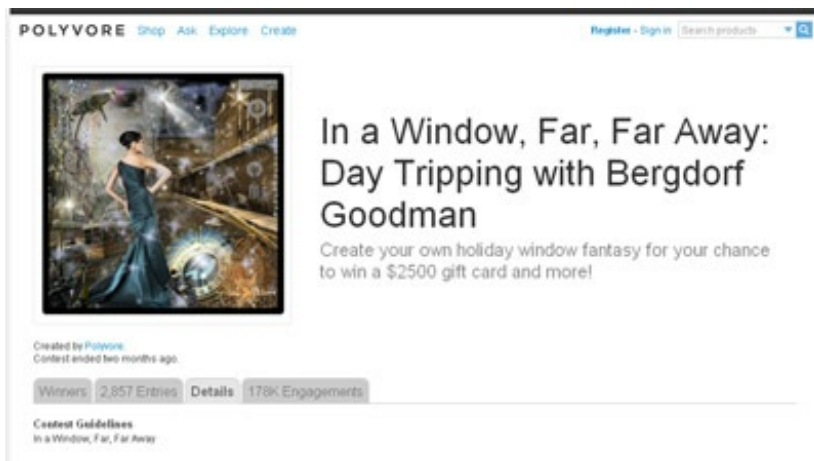 POLYVORE Shop Ask Explore Create Register - Sign in Search products
In a Window, Far, Far Away:
Day Tripping with Bergdorf
Goodman
Create your own holiday window fantasy for your chance
to win a $2500 gift card and more!
Created by Polyvore.
Contest ended two months ago.
Winners 2,857 Entries Details 178K Engagements
Contest Guidelines
In a Window, Far, Far Away